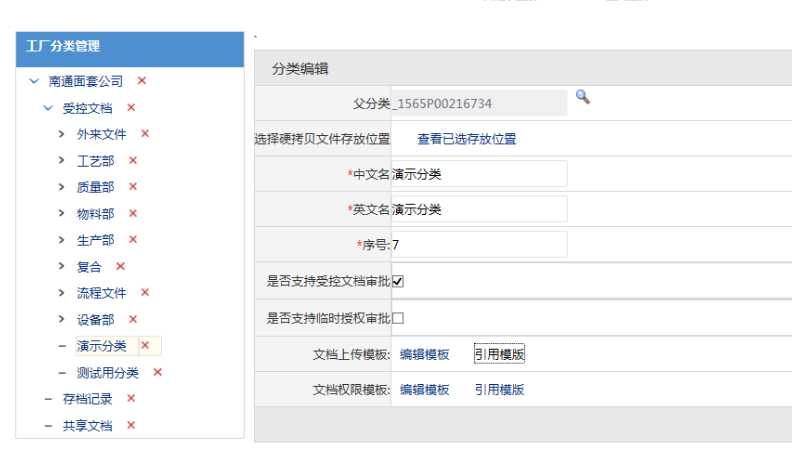 工厂分类管理
南通面套公司
受控文档
外来文件
工艺部
质量部
物料部
生产部
复合
流程文件
设备部
演示分类
测试用分类
存档记录
共享文档
分类编辑
父分类 _1565P00216734
选择硬拷贝文件存放位置 查看已选存放位置
*中文名 演示分类
*英文名 演示分类
*序号: 7
是否支持受控文档审批
是否支持临时授权审批
文档上传模板: 编辑模板 引用模版
文档权限模板: 编辑模板 引用模版